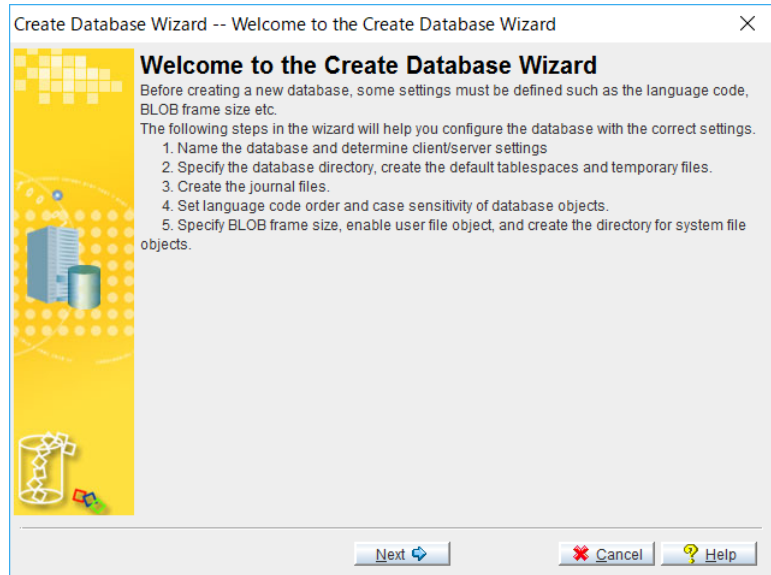 Create Database Wizard -- Welcome to the Create Database Wizard
Welcome to the Create Database Wizard
Before creating a new database, some settings must be defined such as the language code,
BLOB frame size etc.
The following steps in the wizard will help you configure the database with the correct settings.
1. Name the database and determine client/server settings
2. Specify the database directory, create the default tablespaces and temporary files.
3. Create the journal files.
4. Set language code order and case sensitivity of database objects.
5. Specify BLOB frame size, enable user file object, and create the directory for system file
objects.
Next
Cancel
Help